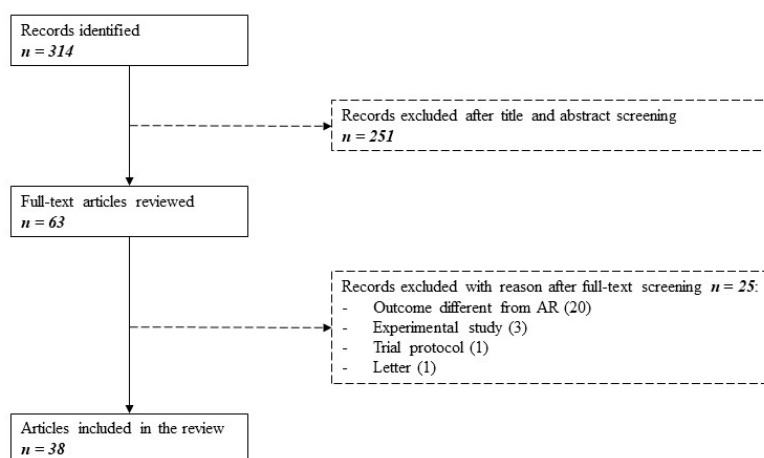 Records identified
n = 314
Records excluded after title and abstract screening
n = 251
Full-text articles reviewed
n = 63
Records excluded with reason after full-text screening n = 25:
- Outcome different from AR (20)
- Experimental study (3)
- Trial protocol (1)
- Letter (1)
Articles included in the review
n = 38